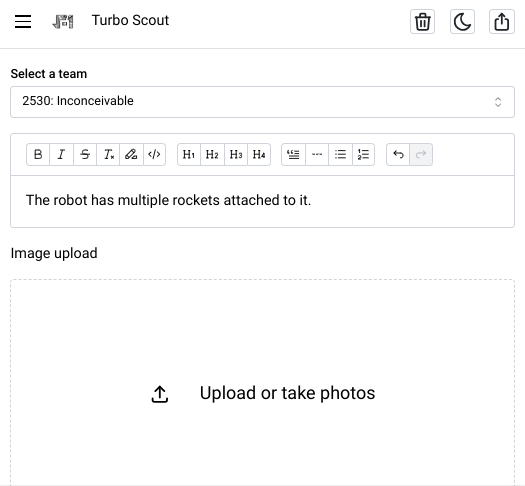 Turbo Scout
Select a team
2530: Inconceivable
B I S Tx </> H1 H2 H3 H4
The robot has multiple rockets attached to it.
Image upload
Upload or take photos